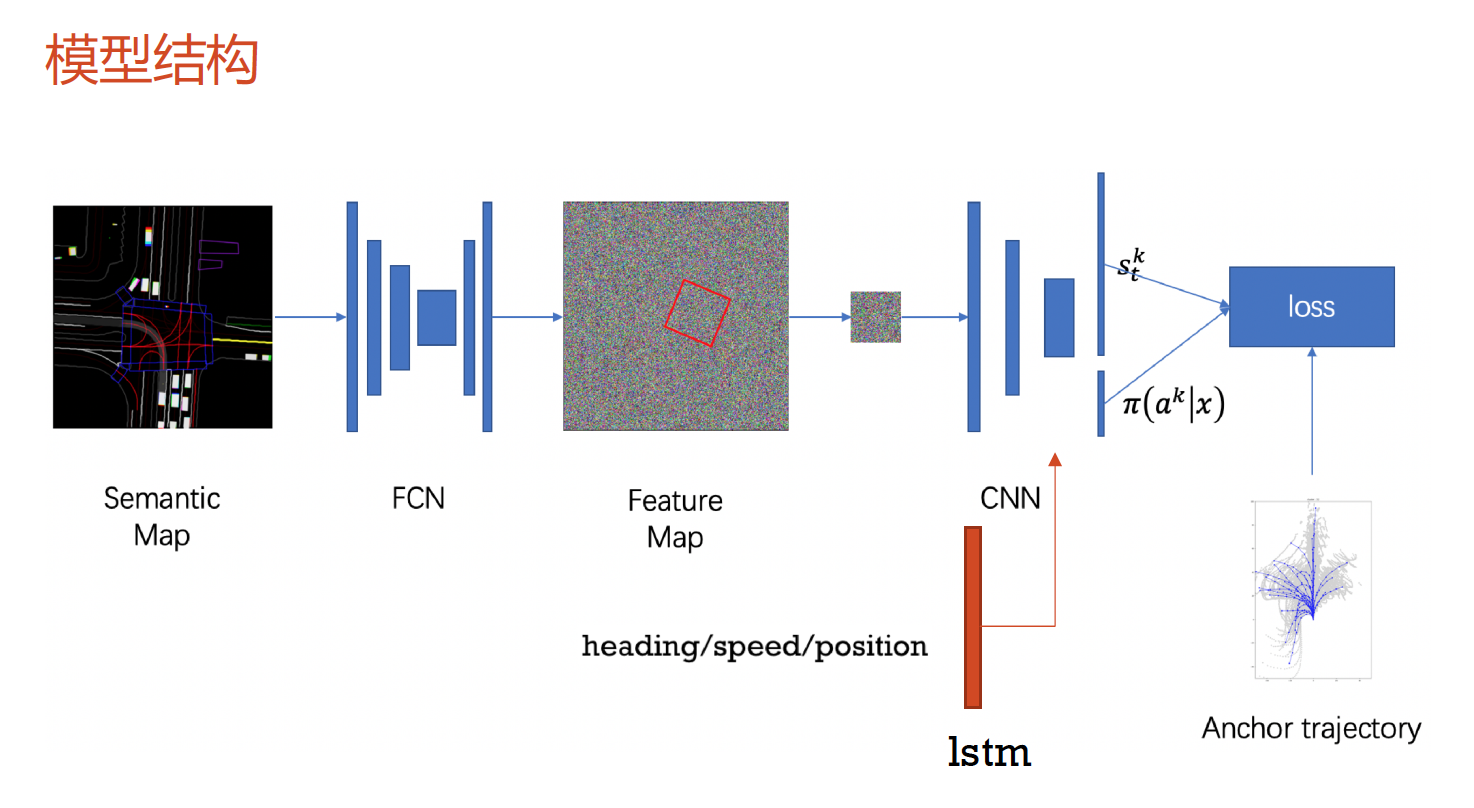 模型结构
Semantic
Map
FCN
Feature
Map
CNN
s_t^k
π(a^k|x)
loss
heading/speed/position
lstm
Anchor trajectory